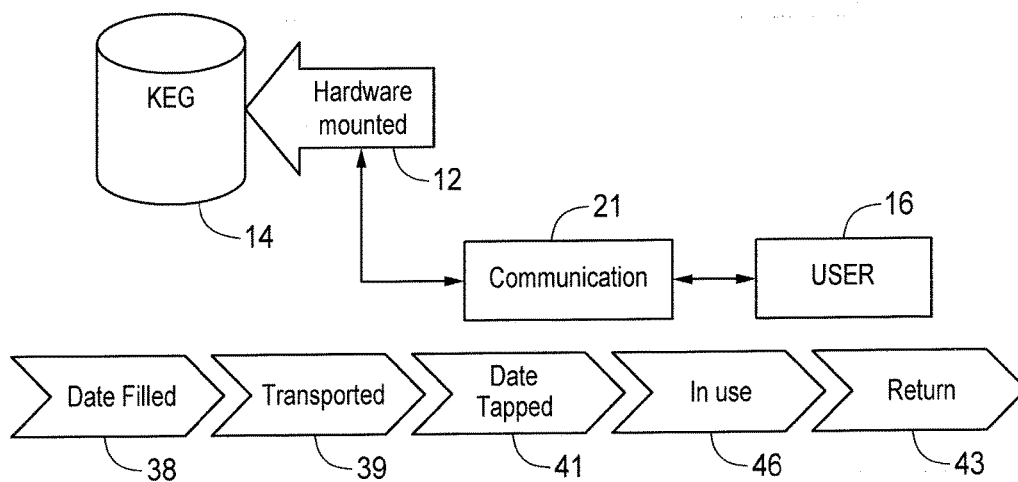 KEG
Hardware
mounted
12
14
21
16
Communication
USER
Date Filled
Transported
Date
Tapped
In use
Return
38
39
41
46
43